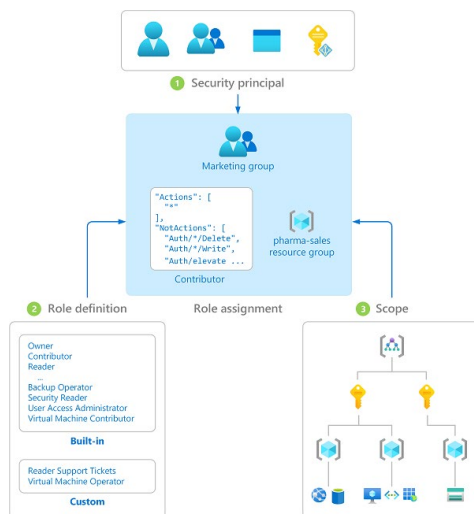 1 Security principal
Marketing group
"Actions": [
"*"
],
"NotActions": [
"Auth/*/Delete",
"Auth/*/Write",
"Auth/elevate ...
Contributor
pharma-sales
resource group
Role assignment
2 Role definition
Owner
Contributor
Reader
...
Backup Operator
Security Reader
User Access Administrator
Virtual Machine Contributor
Built-in
Reader Support Tickets
Virtual Machine Operator
Custom
3 Scope